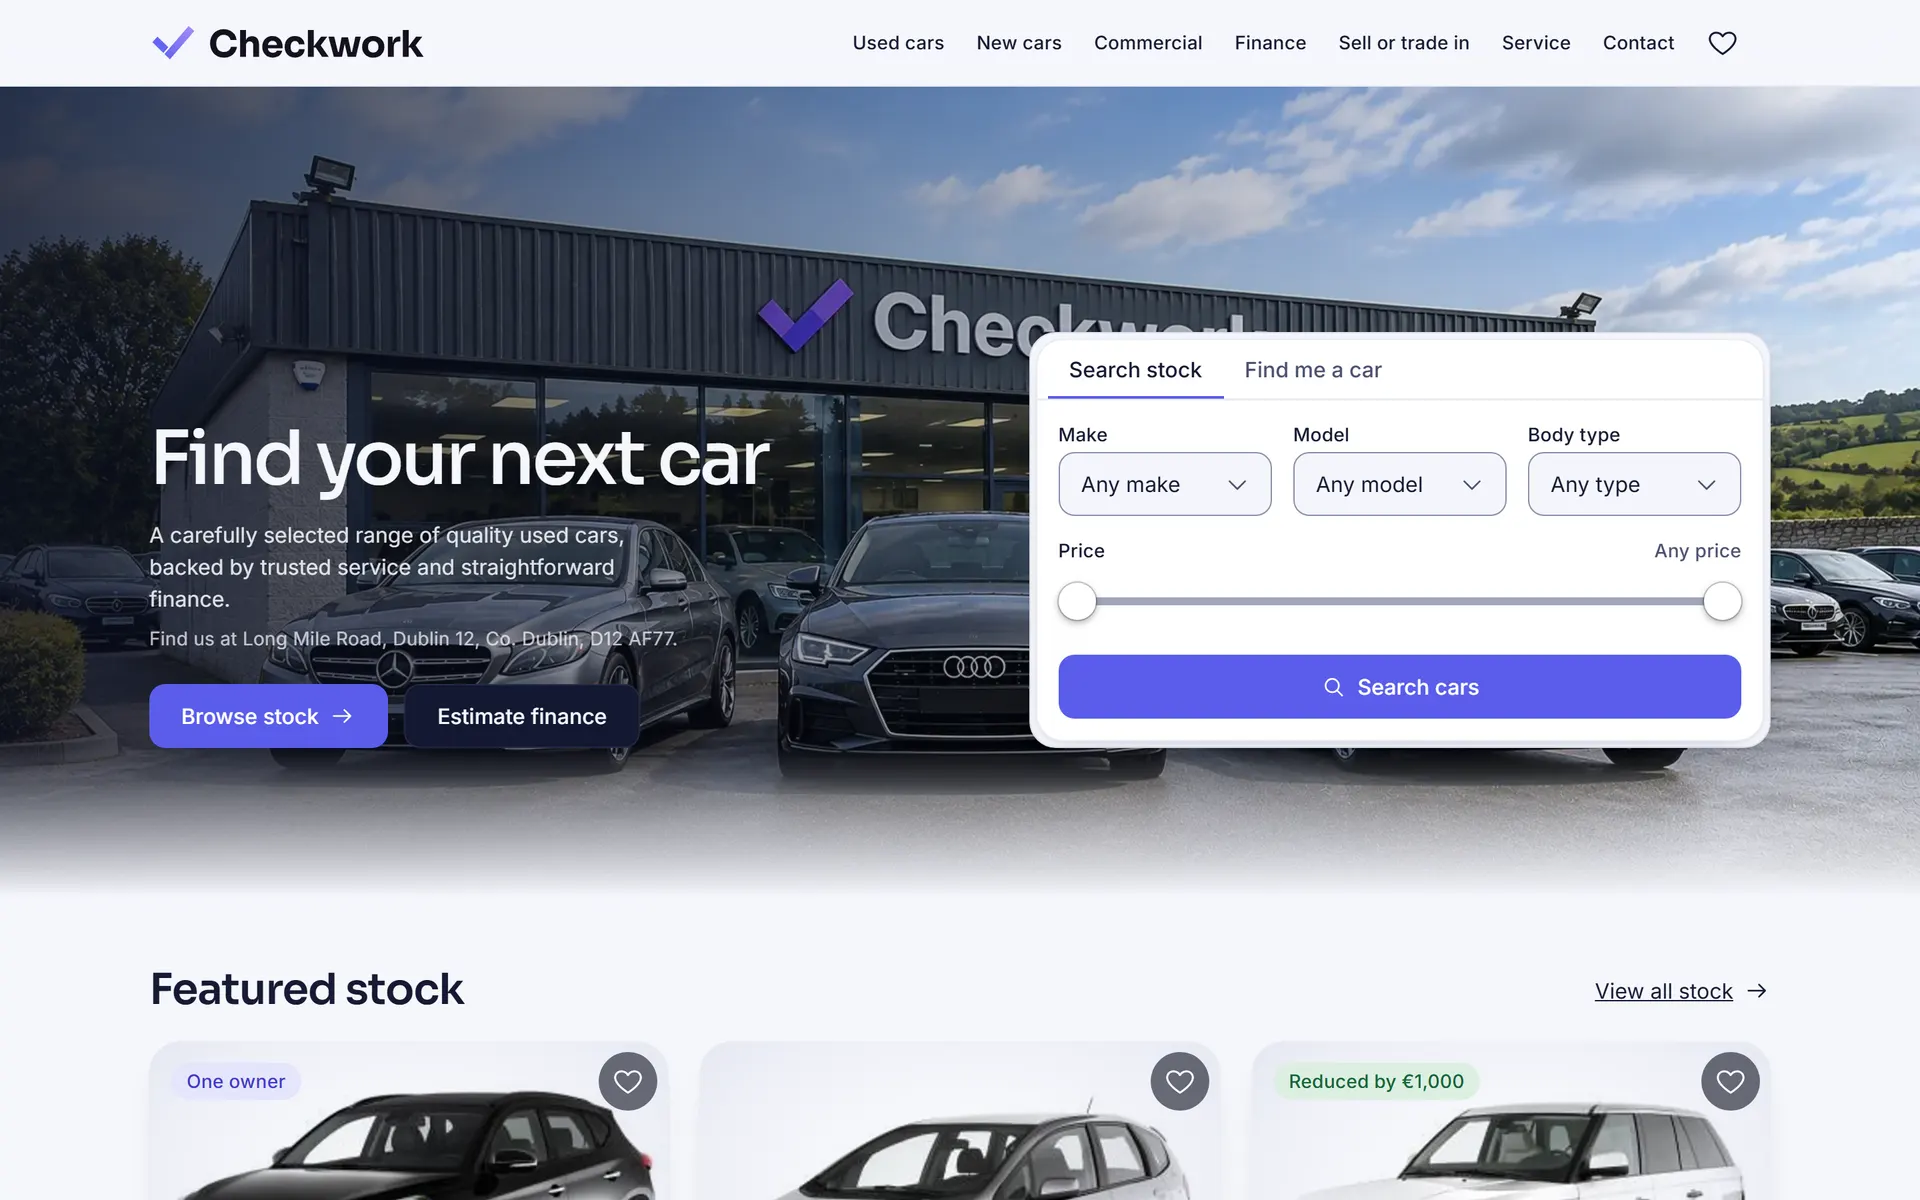 Checkwork
Used cars
New cars
Commercial
Finance
Sell or trade in
Service
Contact
Find your next car
A carefully selected range of quality used cars,
backed by trusted service and straightforward
finance.
Find us at Long Mile Road, Dublin 12, Co. Dublin, D12 AF77.
Browse stock
Estimate finance
Checkwork
Search stock
Find me a car
Make
Model
Body type
Any make
Any model
Any type
Price
Any price
Search cars
Featured stock
View all stock
One owner
Reduced by €1,000